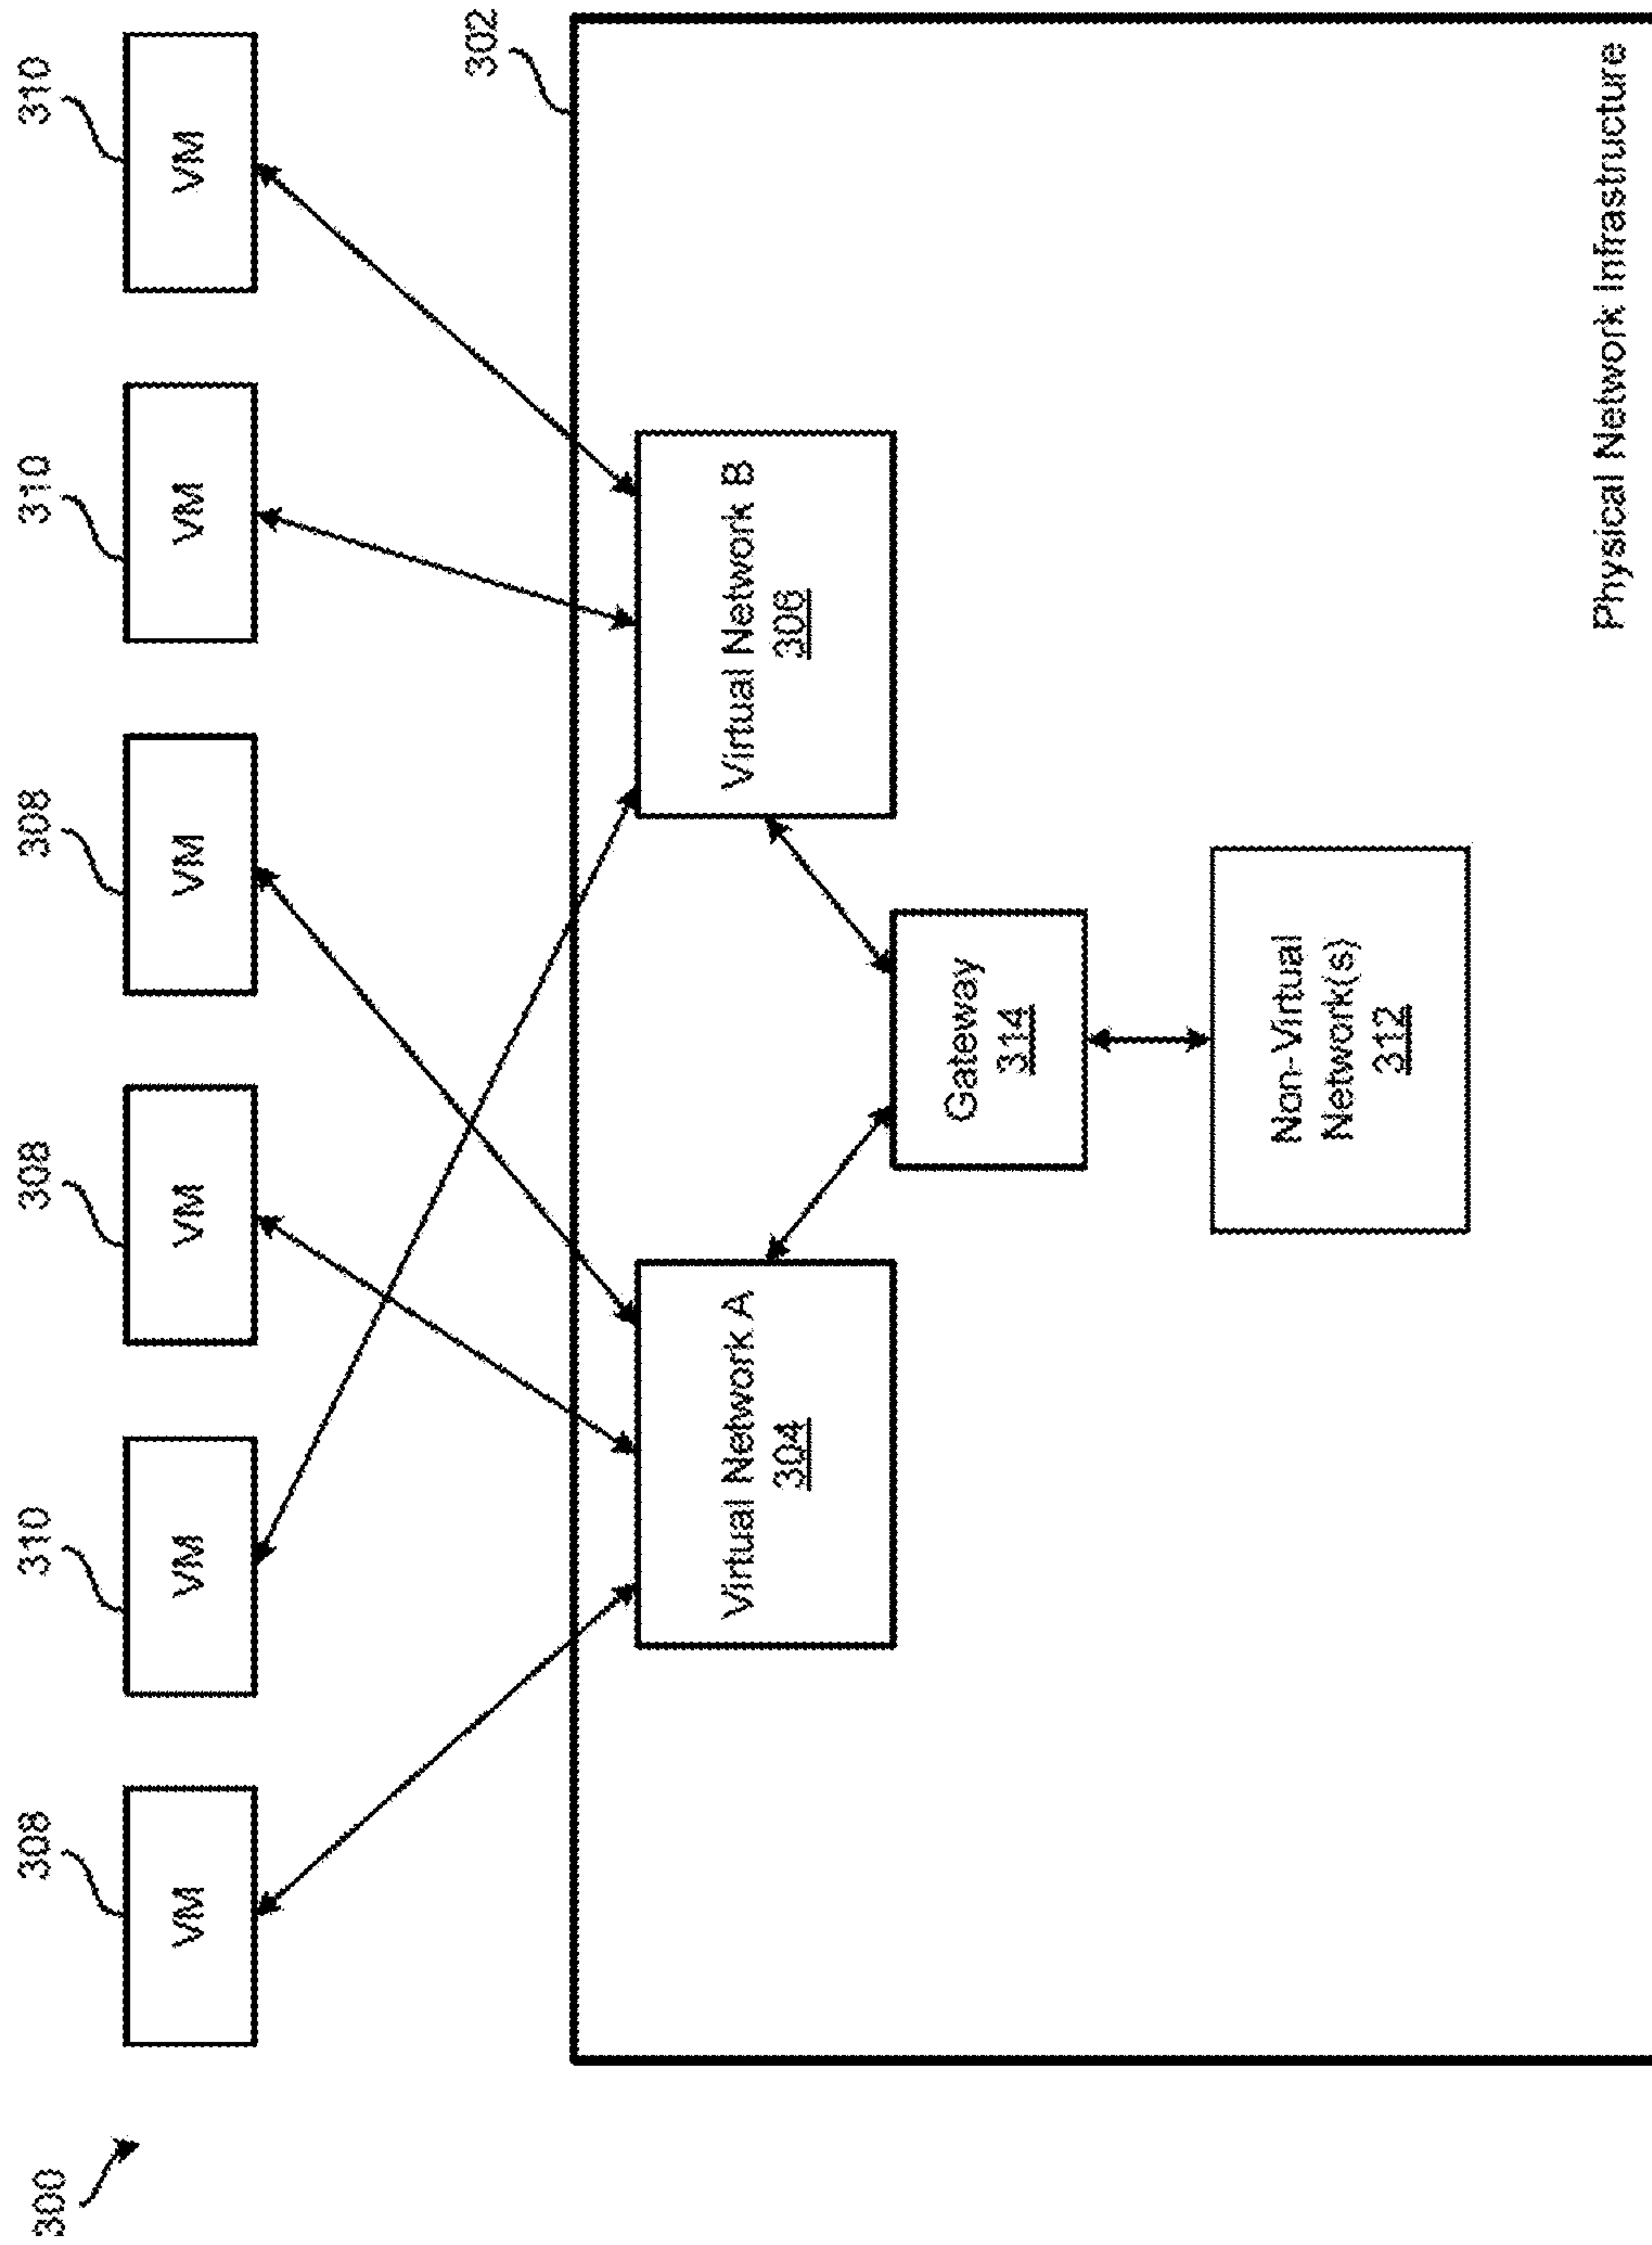 300
308
310
308
308
310
310
VM
VM
VM
VM
VM
VM
302
Virtual Network A
304
Virtual Network B
306
Gateway
314
Non-Virtual
Network(s)
312
Physical Network Infrastructure